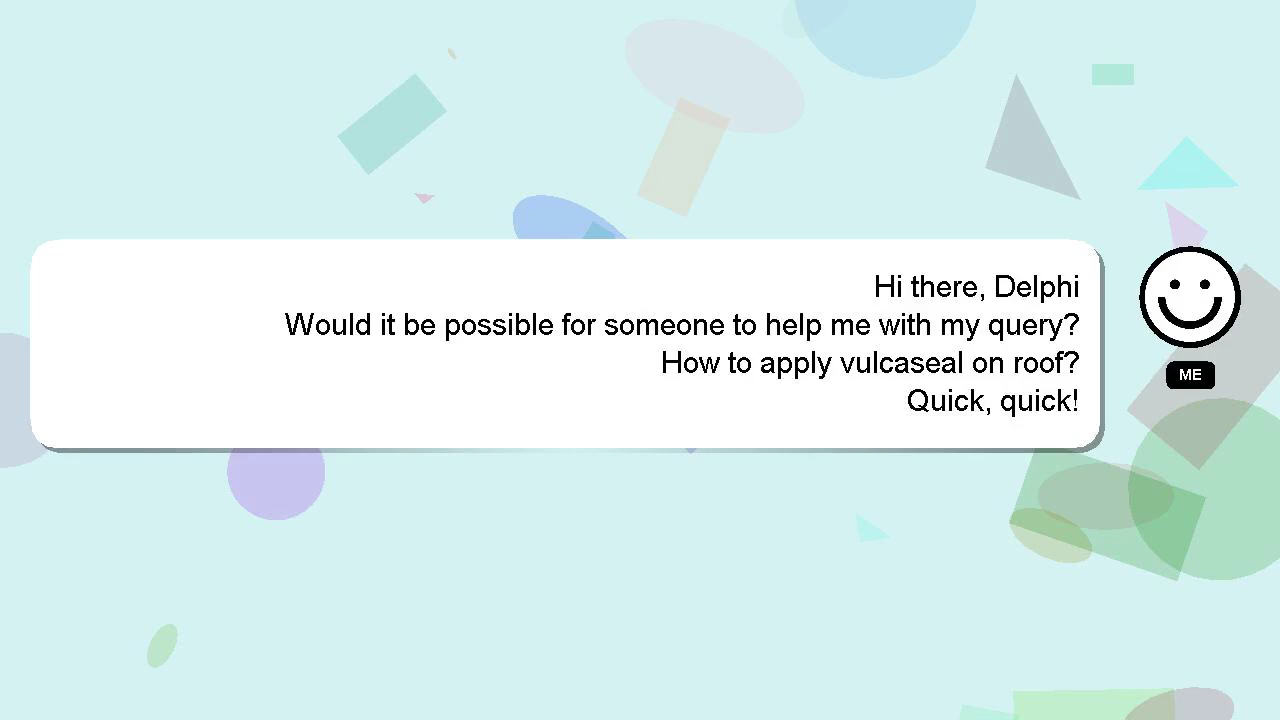 Hi there, Delphi
Would it be possible for someone to help me with my query?
How to apply vulcaseal on roof?
Quick, quick!
ME